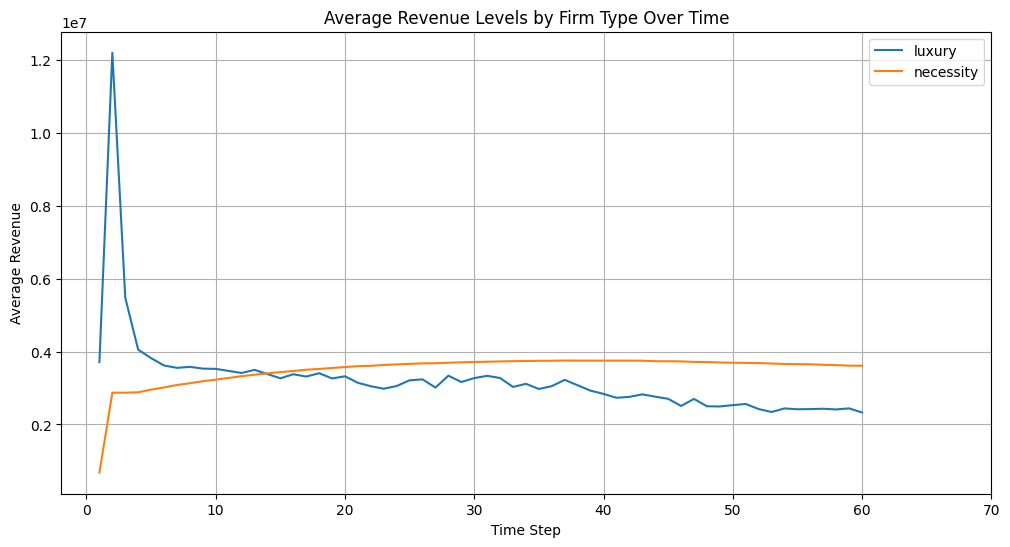 Average Revenue Levels by Firm Type Over Time
1e7
luxury
necessity
1.2
1.0
0.8
0.6
0.4
0.2
Average Revenue
0 10 20 30 40 50 60 70
Time Step